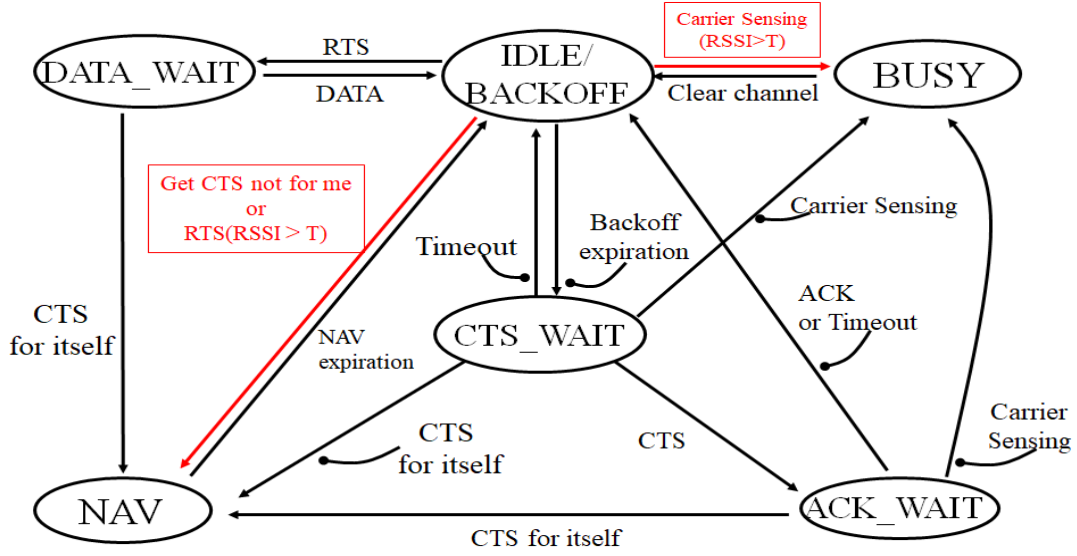 Carrier Sensing
(RSSI>T)
RTS
IDLE/
BACKOFF
DATA_WAIT
BUSY
DATA
Clear channel
Get CTS not for me
or
RTS(RSSI > T)
Carrier Sensing
Timeout
Backoff
expiration
ACK
or Timeout
CTS
for itself
NAV
expiration
CTS_WAIT
CTS
for itself
CTS
Carrier
Sensing
NAV
ACK_WAIT
CTS for itself